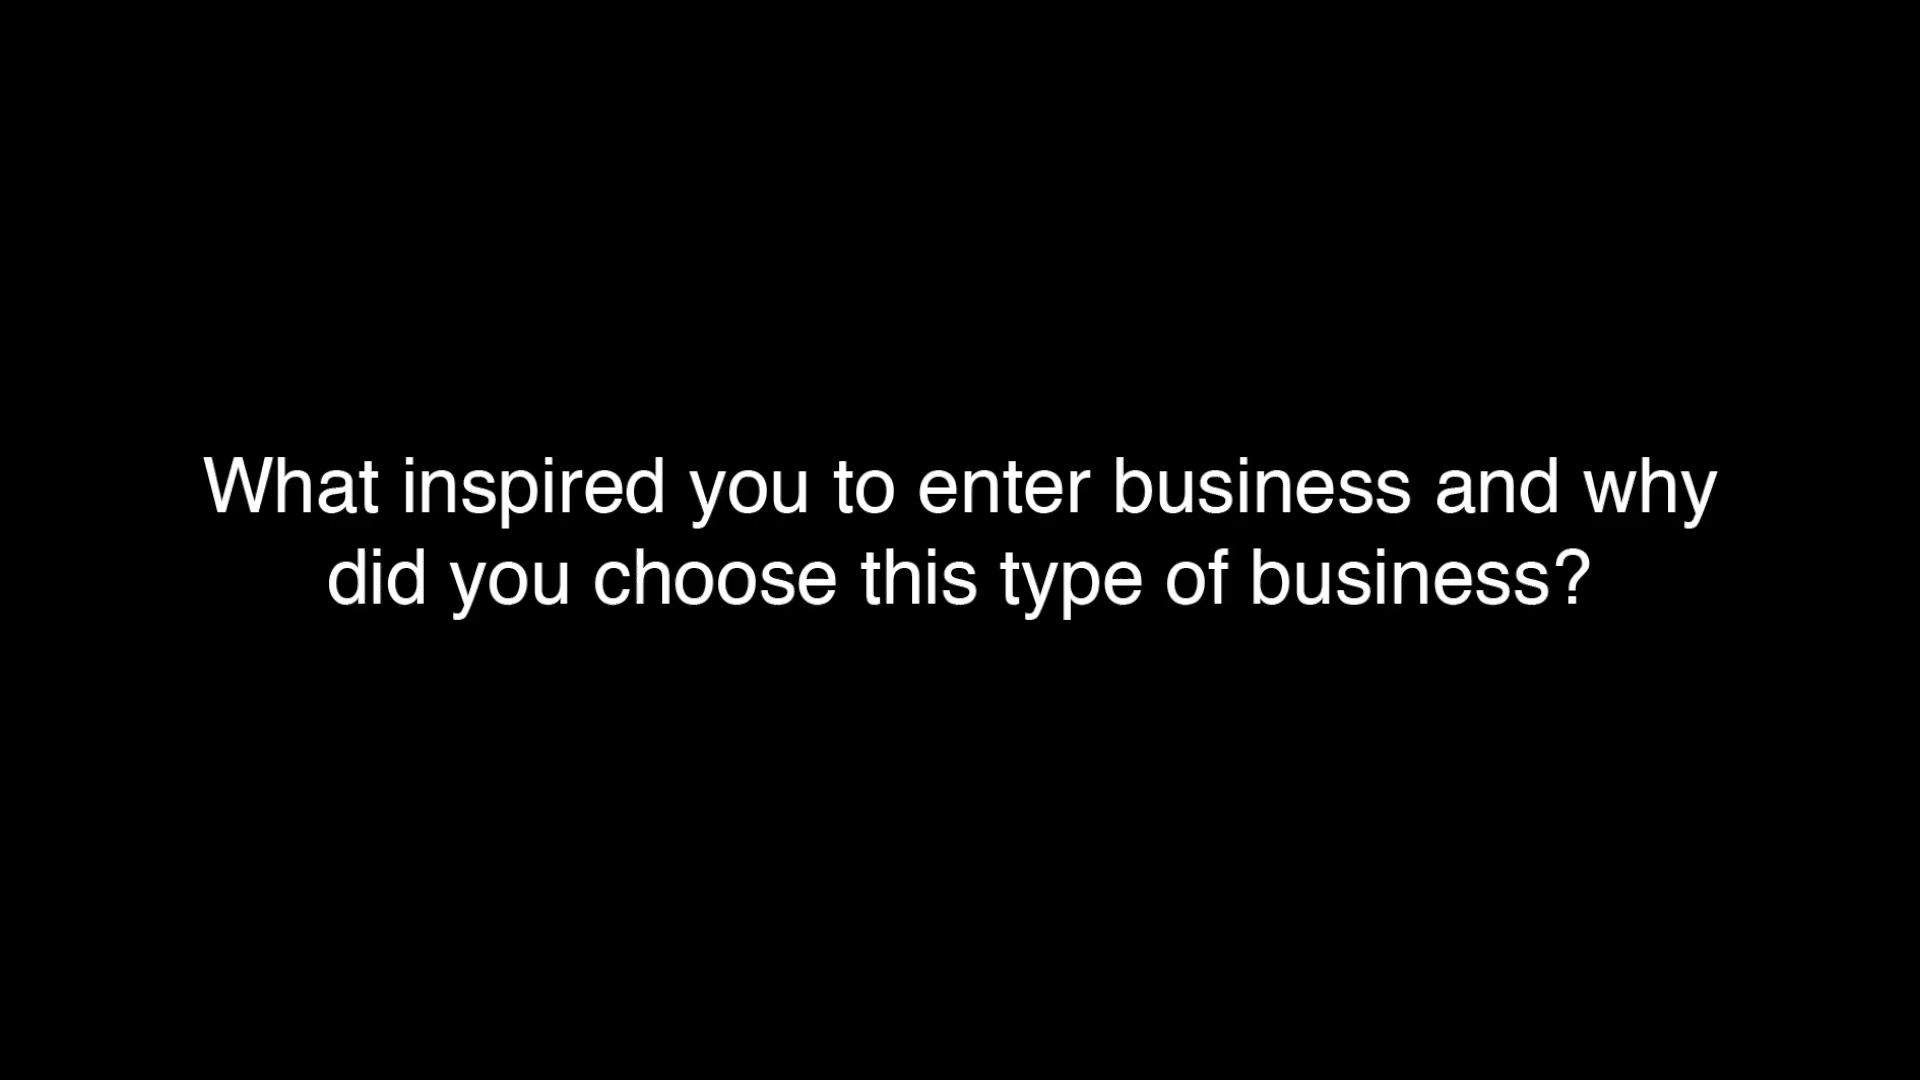 What inspired you to enter business and why
did you choose this type of business?